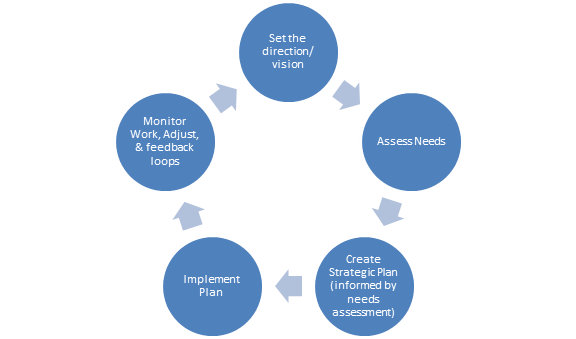 Set the
direction/
vision
Assess Needs
Create
Strategic Plan
(informed by
needs
assessment)
Implement
Plan
Monitor
Work, Adjust,
& feedback
loops